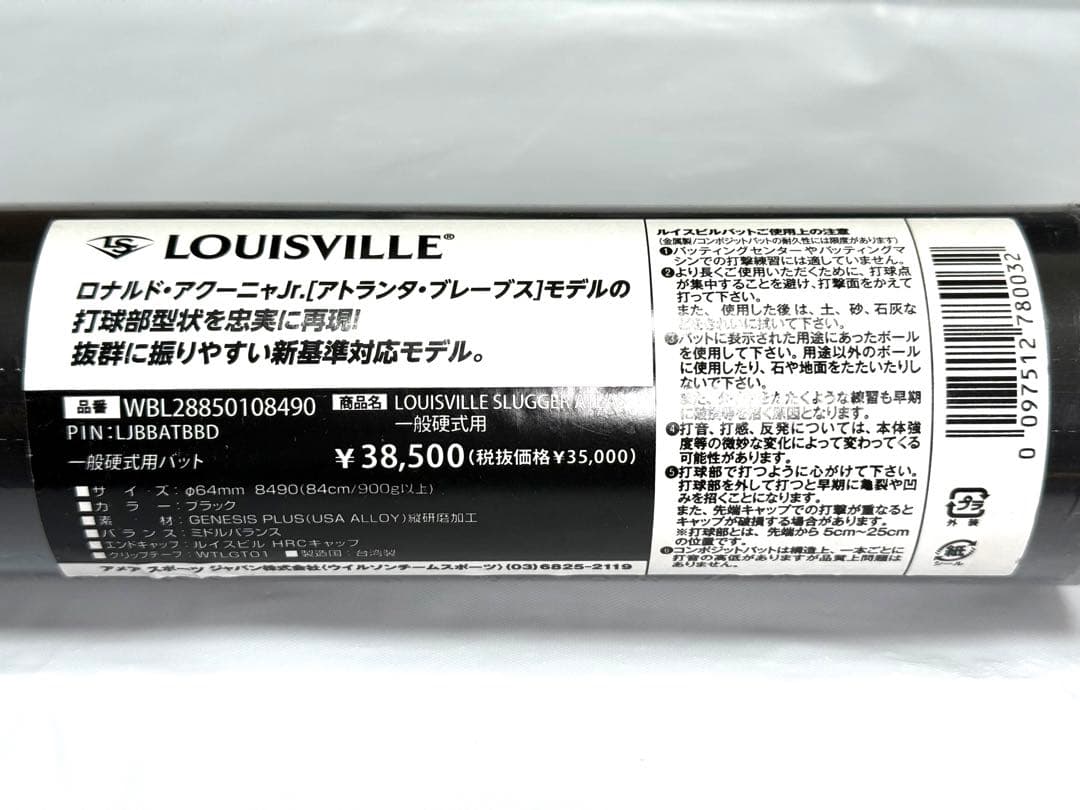 LS LOUISVILLE®
ロナルド・アクーニャJr.[アトランタ・ブレーブス]モデルの
打球部型状を忠実に再現!
抜群に振りやすい新基準対応モデル。
品番 WBL28850108490 商品名 LOUISVILLE SLUGGER
一般硬式用
PIN:LJBBATBBD
一般硬式用バット ￥38,500(税抜価格￥35,000)
■サイズ:φ64mm 8490(84cm/900g以上)
■カラー:ブラック
■素材:GENESIS PLUS(USA ALLOY)縦研磨加工
■バランス:ミドルバランス
■エンドキャップ:ルイスビル HRCキャップ
■グリップテープ:WTLGT01 ■製造国:台湾製
アメア スポーツ ジャパン株式会社(ウイルソンチームスポーツ) (03)6825-2119
ルイスビルバットご使用上の注意
(金属製/コンポジットバットの耐久性には限度があります)
❶バッティングセンターやバッティングマ
シンでの打撃練習には適していません。
❷より長くご使用いただくために、打球点
が集中することを避け、打撃面をかえて
打って下さい。
また、使用した後は、土、砂、石灰な
どをきれいに拭いて下さい。
❸バットに表示された用途にあったボール
を使用して下さい。用途以外のボール
に使用したり、石や地面をたたいたりし
ないで下さい。
たたくような練習も早期
原因となります。
❹打音、打感、反発については、本体強
度等の微妙な変化によって変わってくる
可能性があります。
❺打球部で打つように心がけて下さい。
打球部を外して打つと早期に亀裂や凹
みを招くことになります。
また、先端キャップでの打撃が重なると
キャップが破損する場合があります。
※打球部とは、先端から5cm〜25cm
の位置です。
❻コンポジットバットは構造上、一本ごとに
打音の高低がありますが品質上問題は
ありません。
0 097512 780032
プラ
外装
紙
シール